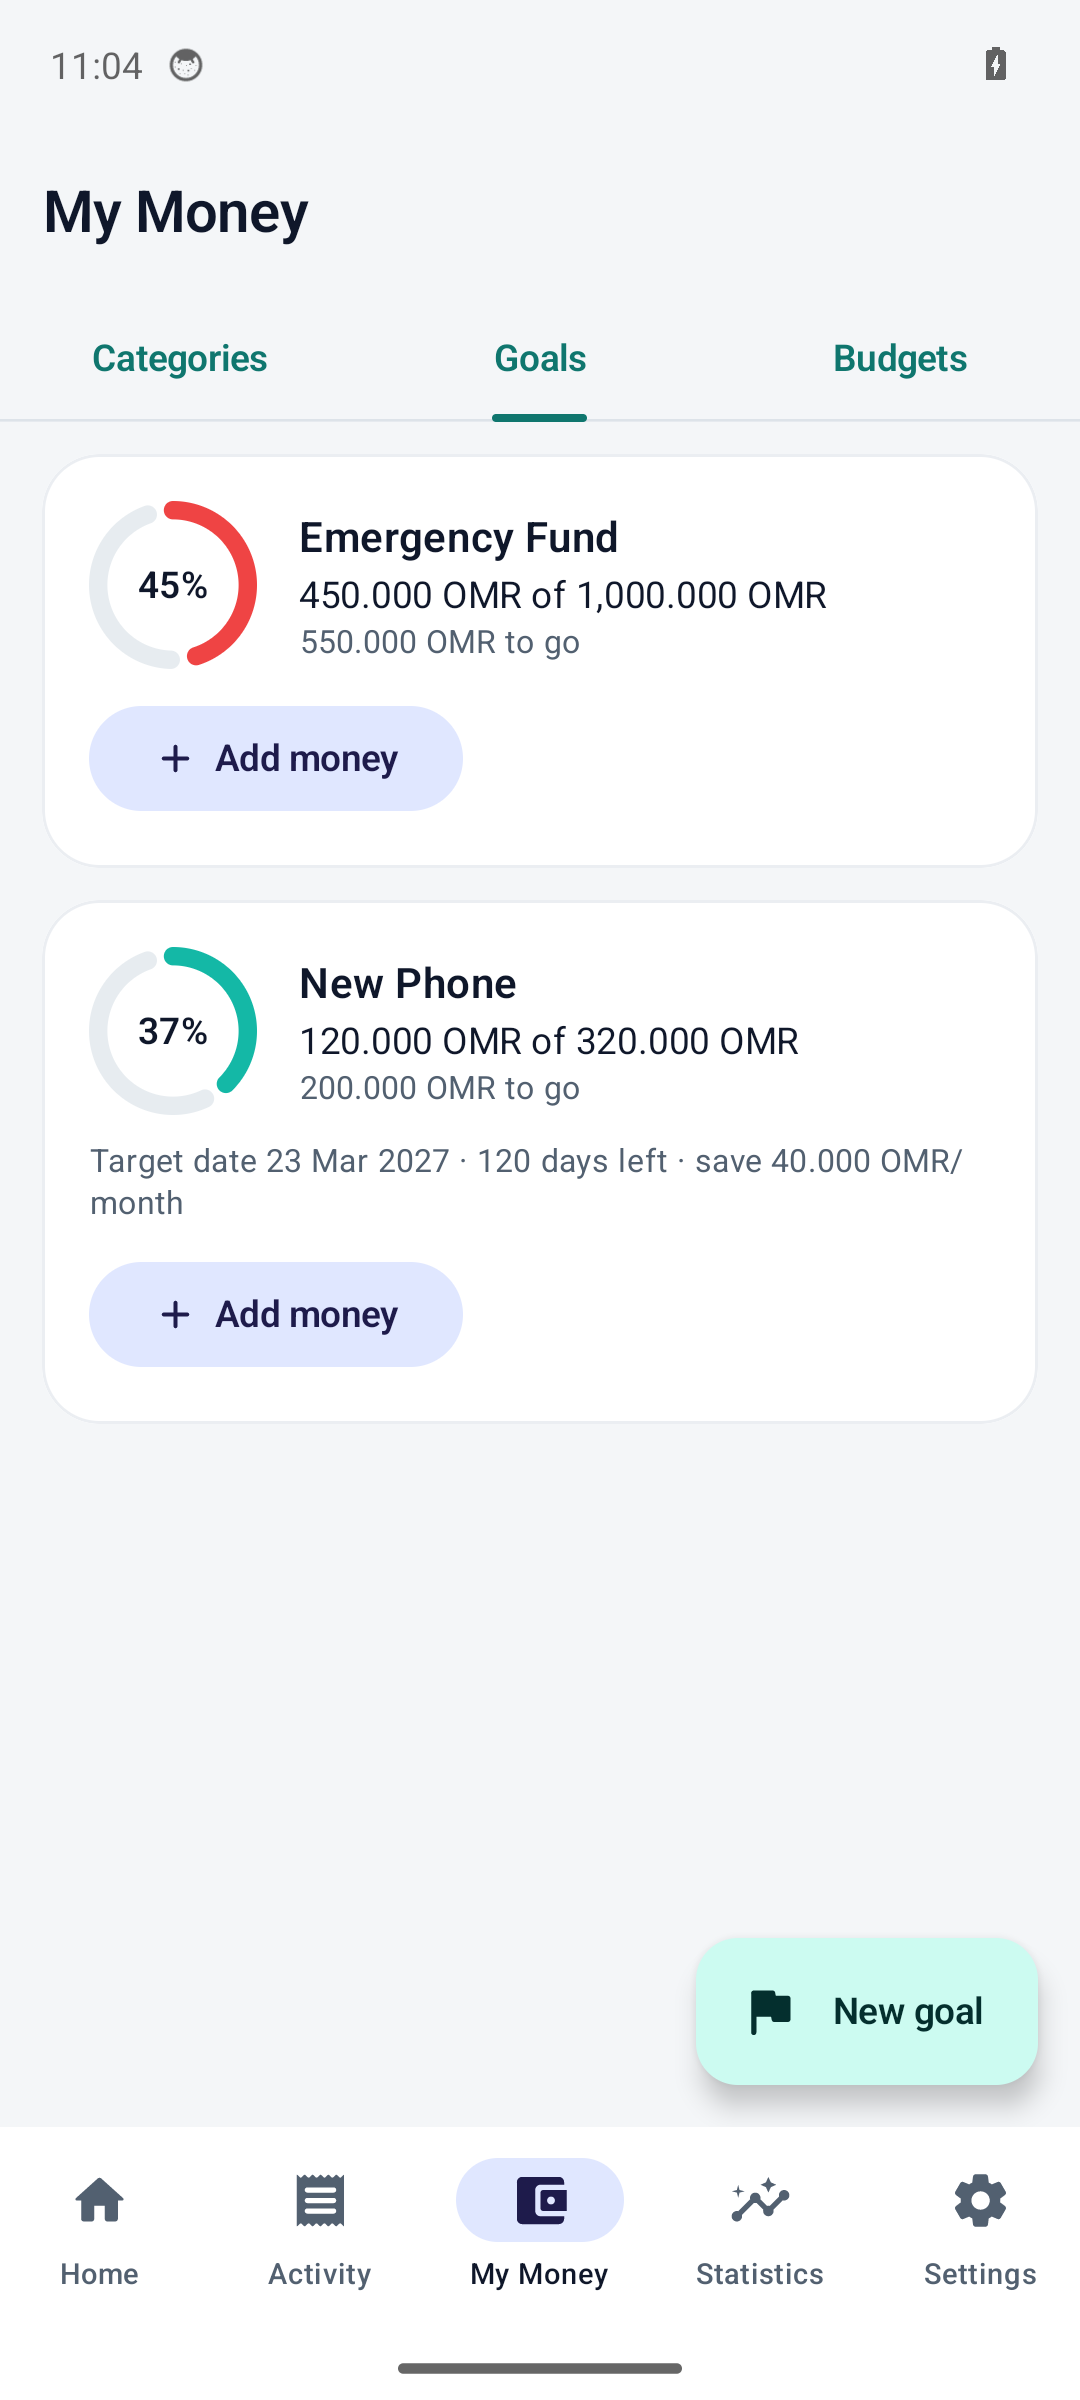 11:04
My Money
Categories
Goals
Budgets
45%
Emergency Fund
450.000 OMR of 1,000.000 OMR
550.000 OMR to go
+ Add money
37%
New Phone
120.000 OMR of 320.000 OMR
200.000 OMR to go
Target date 23 Mar 2027 · 120 days left · save 40.000 OMR/
month
+ Add money
New goal
Home
Activity
My Money
Statistics
Settings